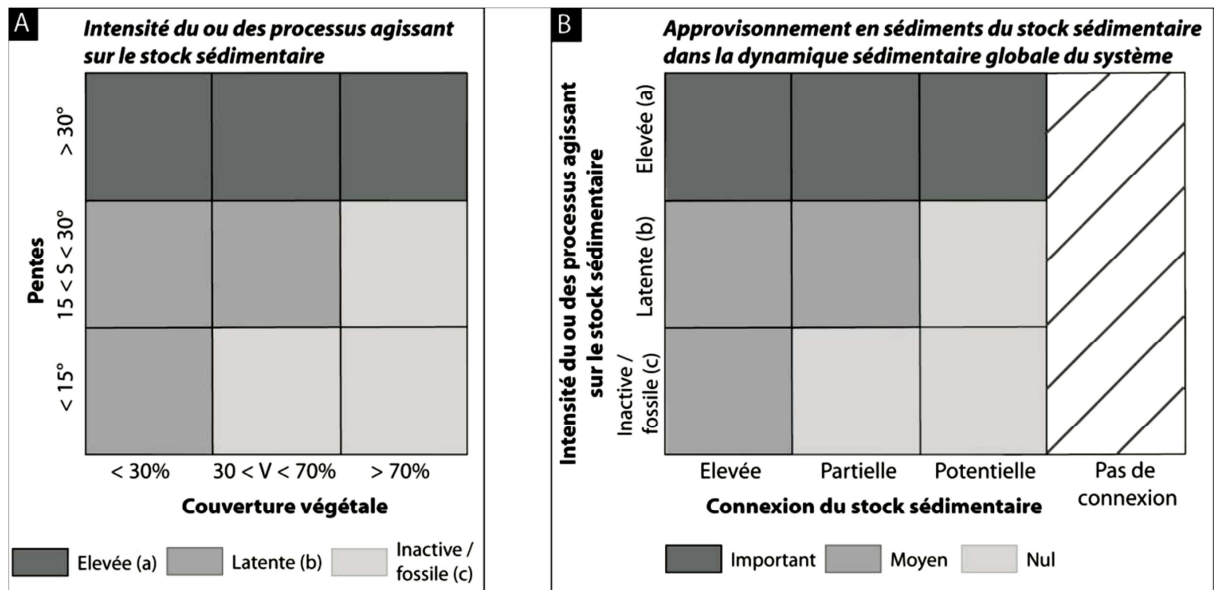 A
Intensité du ou des processus agissant
sur le stock sédimentaire
Pentes
> 30°
15 < S < 30°
< 15°
< 30%
30 < V < 70%
> 70%
Couverture végétale
Elevée (a)
Latente (b)
Inactive /
fossile (c)
B
Approvisionnement en sédiments du stock sédimentaire
dans la dynamique sédimentaire globale du système
Intensité du ou des processus agissant
sur le stock sédimentaire
Elevée (a)
Latente (b)
Inactive /
fossile (c)
Elevée
Partielle
Potentielle
Pas de
connexion
Connexion du stock sédimentaire
Important
Moyen
Nul